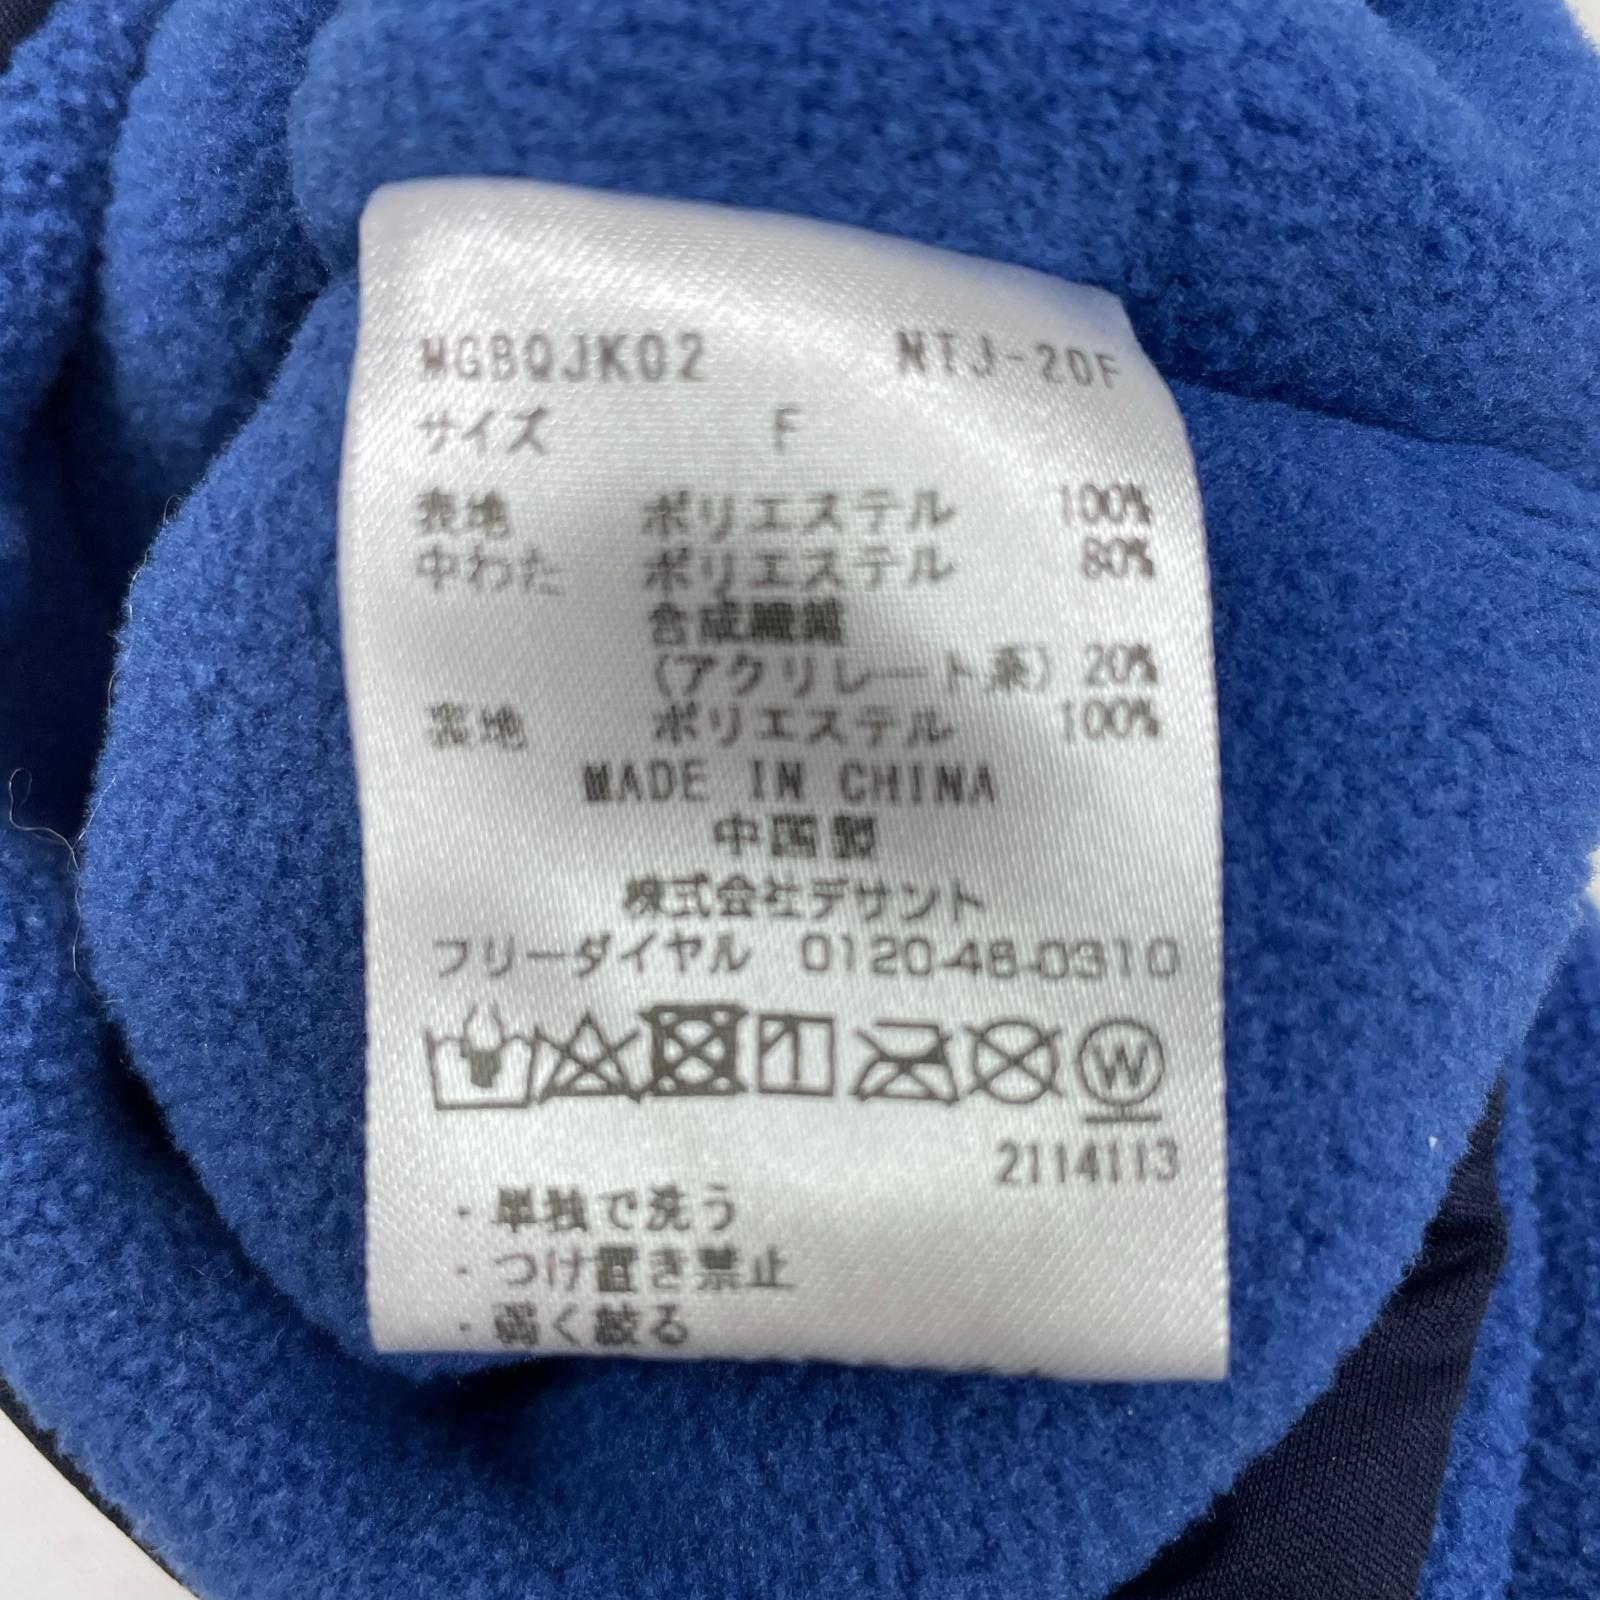 MGBQJK02 NTJ-20F
サイズ F
表地 ポリエステル 100%
中わた ポリエステル 80%
合成繊維
(アクリレート系) 20%
裏地 ポリエステル 100%
MADE IN CHINA
中国製
株式会社デサント
フリーダイヤル 0120-46-0310
W
2114113
・単独で洗う
・つけ置き禁止
・弱く絞る